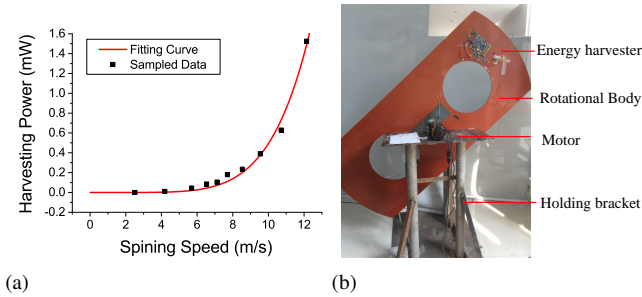 1.6
1.4
1.2
1.0
0.8
0.6
0.4
0.2
0.0
-0.2
Harvesting Power (mW)
Fitting Curve
Sampled Data
0 2 4 6 8 10 12
Spining Speed (m/s)
(a)
Energy harvester
Rotational Body
Motor
Holding bracket
(b)